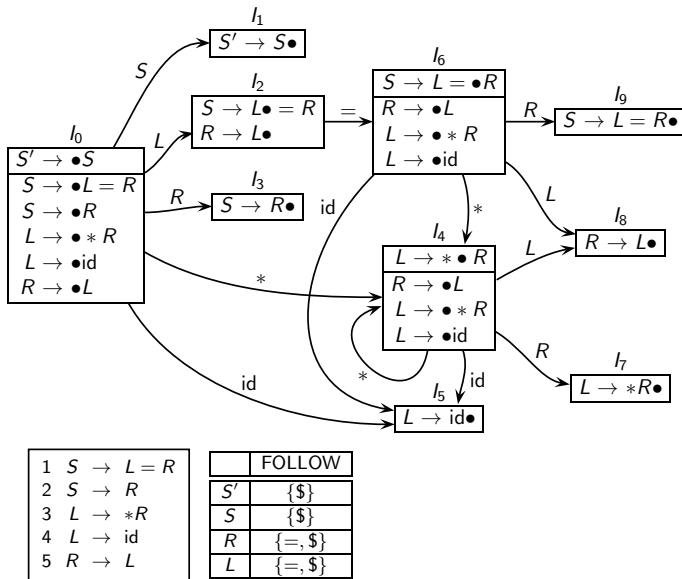 I₁
S′ → S●
S
I₆
S → L = ●R
R → ●L
L → ● * R
L → ●id
I₂
S → L● = R
R → L●
=
R
I₉
S → L = R●
I₀
S′ → ●S
S → ●L = R
S → ●R
L → ● * R
L → ●id
R → ●L
L
R
I₃
S → R●
id
*
L
I₈
R → L●
I₄
L → * ● R
R → ●L
L → ● * R
L → ●id
L
*
*
R
I₇
L → *R●
id
id
I₅
L → id●
1 S → L = R
2 S → R
3 L → *R
4 L → id
5 R → L
FOLLOW
S′ {$}
S {$}
R {=, $}
L {=, $}